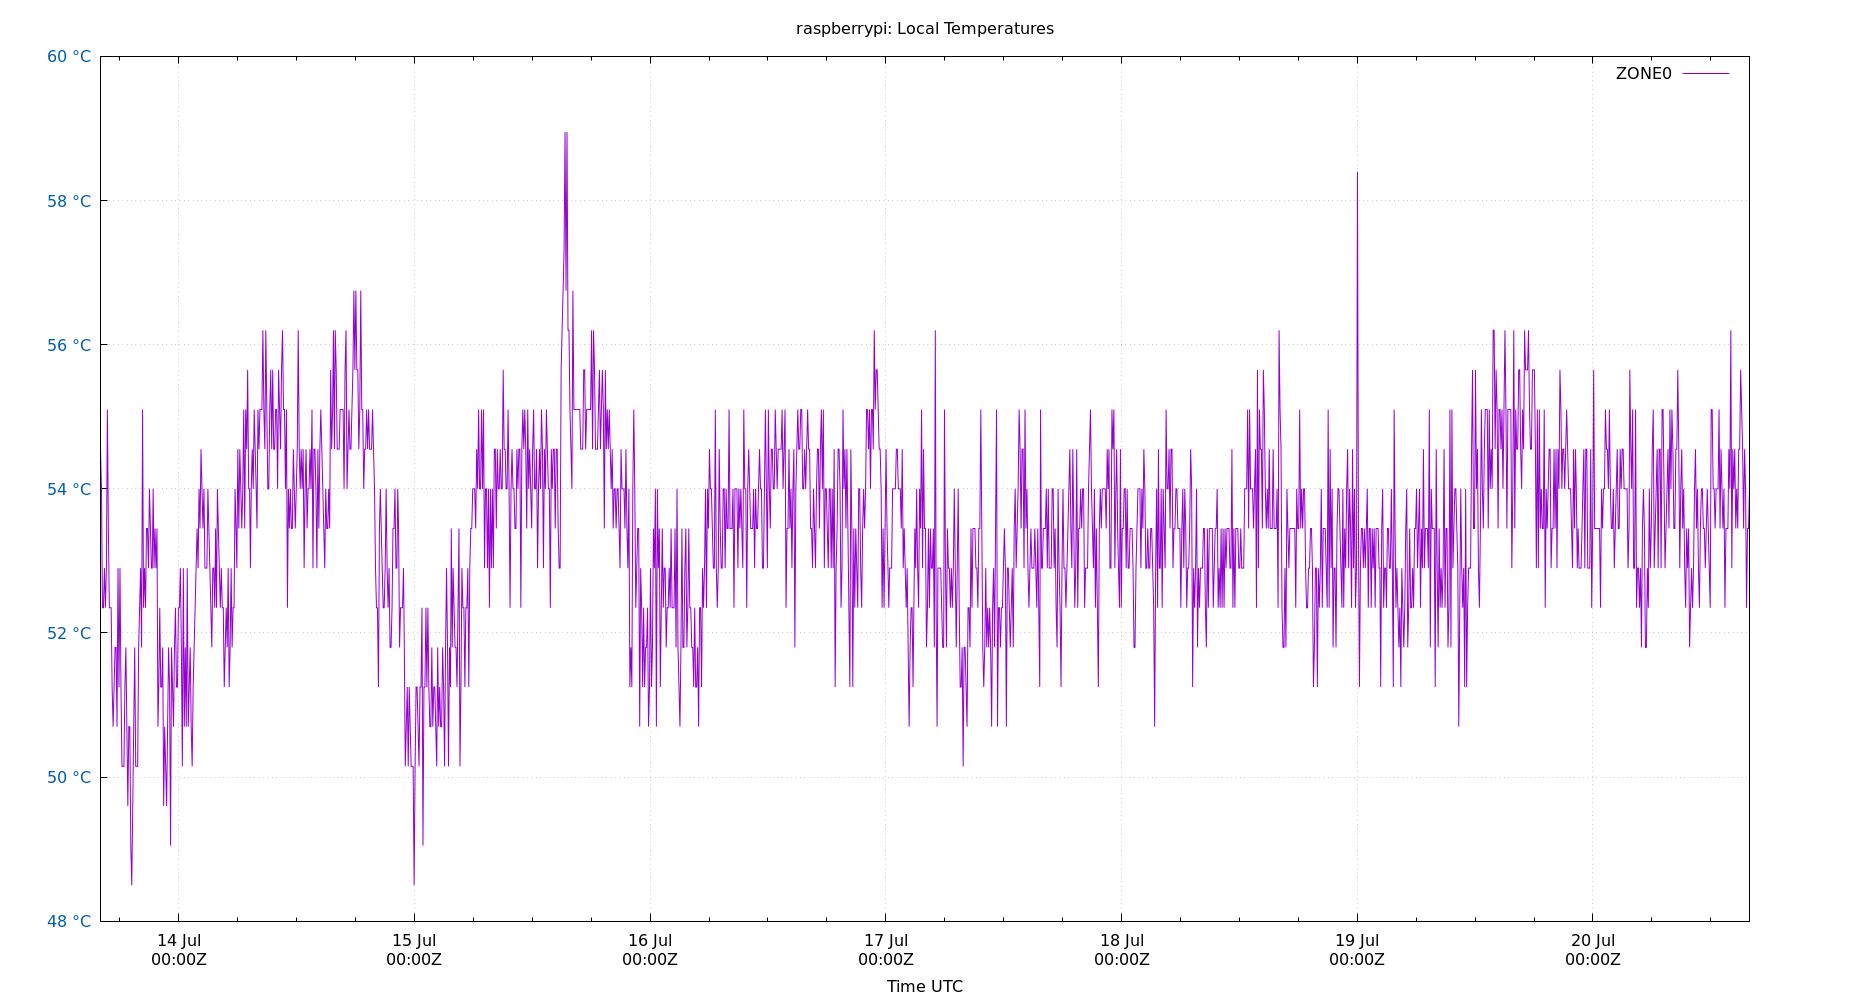 raspberrypi: Local Temperatures
60 °C
ZONE0
58 °C
56 °C
54 °C
52 °C
50 °C
48 °C
14 Jul 15 Jul 16 Jul 17 Jul 18 Jul 19 Jul 20 Jul
00:00Z 00:00Z 00:00Z 00:00Z 00:00Z 00:00Z 00:00Z
Time UTC